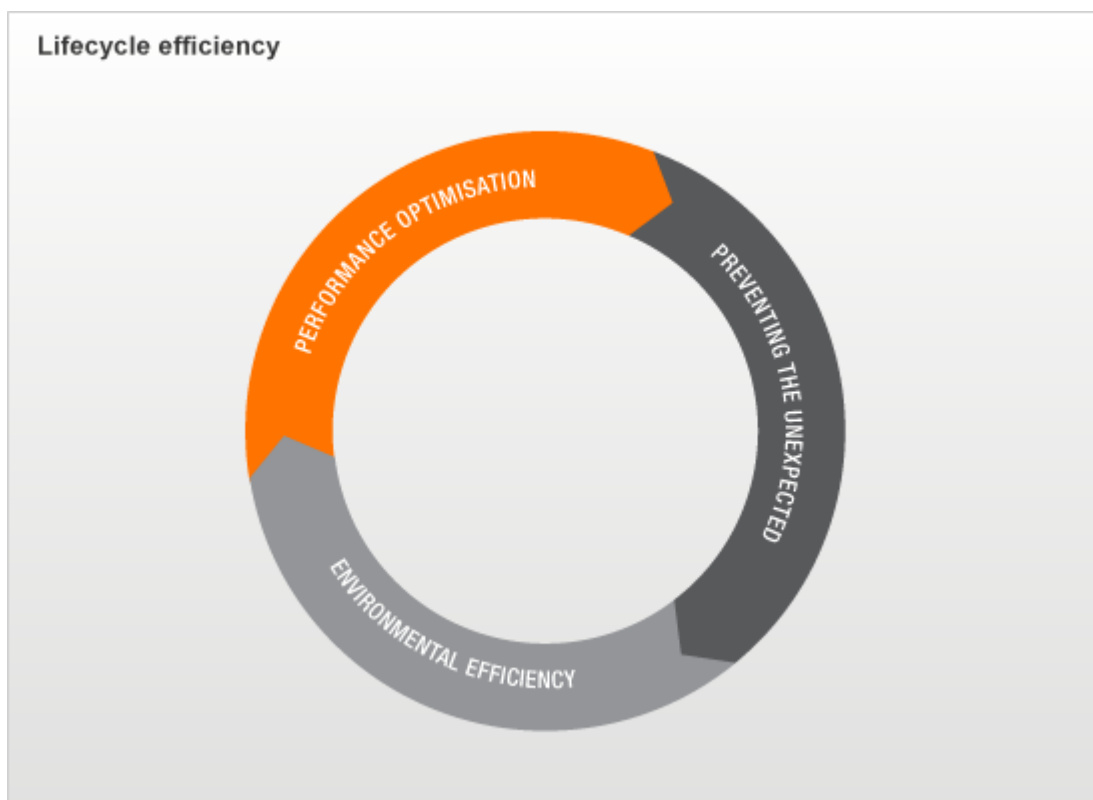 Lifecycle efficiency
PERFORMANCE OPTIMISATION
PREVENTING THE UNEXPECTED
ENVIRONMENTAL EFFICIENCY